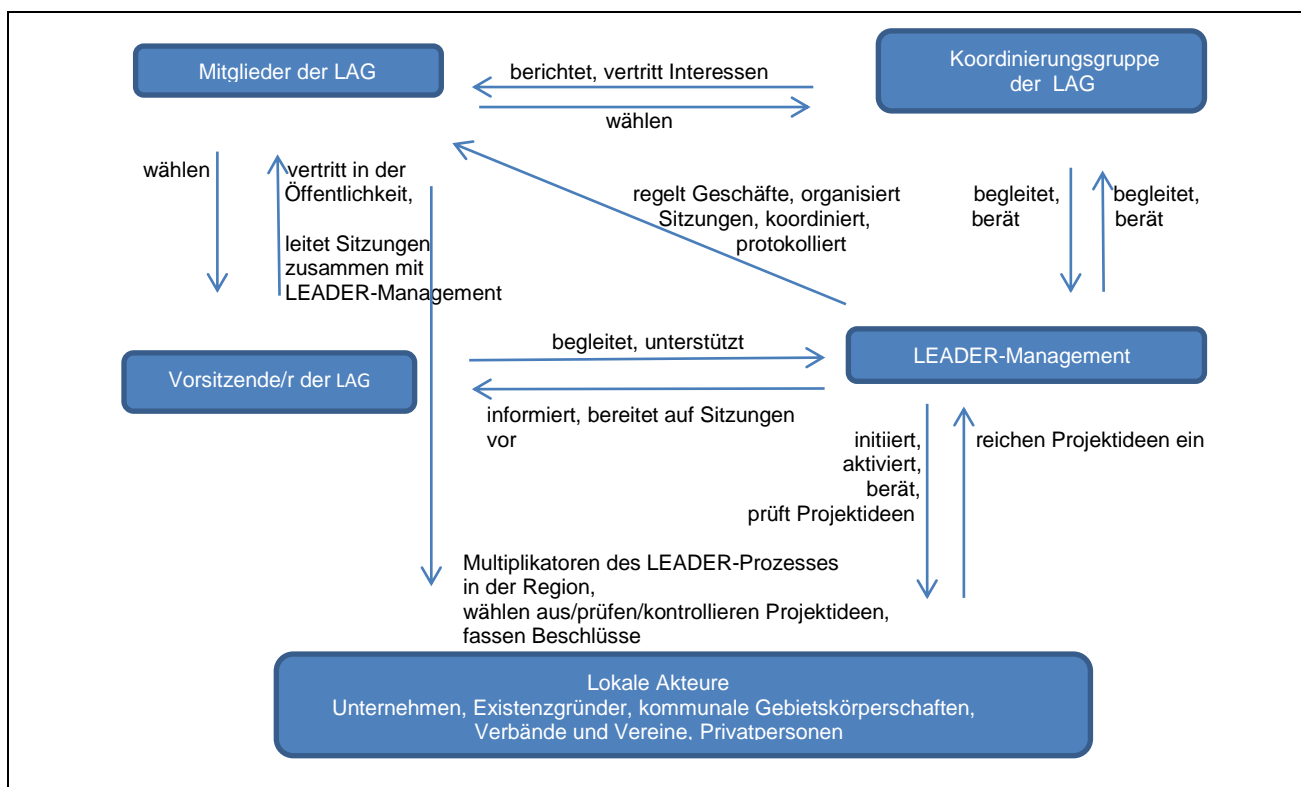 Mitglieder der LAG
berichtet, vertritt Interessen
wählen
Koordinierungsgruppe
der LAG
wählen
vertritt in der
Öffentlichkeit,
leitet Sitzungen
zusammen mit
LEADER-Management
regelt Geschäfte, organisiert
Sitzungen, koordiniert,
protokolliert
begleitet,
berät
begleitet,
berät
Vorsitzende/r der LAG
begleitet, unterstützt
LEADER-Management
informiert, bereitet auf Sitzungen
vor
initiiert,
aktiviert,
berät,
prüft Projektideen
reichen Projektideen ein
Multiplikatoren des LEADER-Prozesses
in der Region,
wählen aus/prüfen/kontrollieren Projektideen,
fassen Beschlüsse
Lokale Akteure
Unternehmen, Existenzgründer, kommunale Gebietskörperschaften,
Verbände und Vereine, Privatpersonen